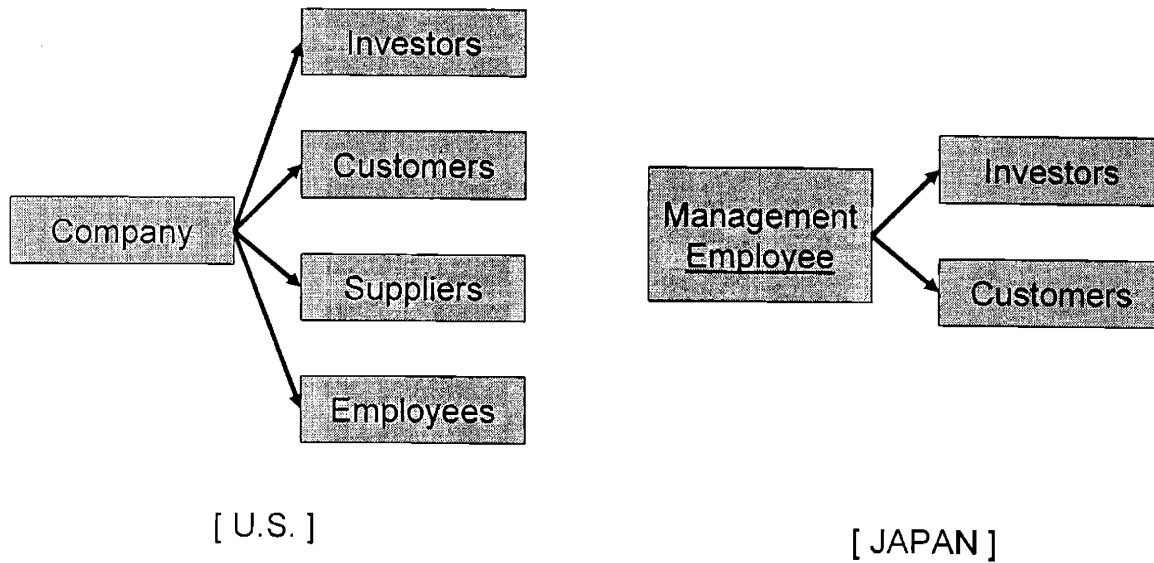 Investors
Customers
Company
Suppliers
Employees
[ U.S. ]
Investors
Management
Employee
Customers
[ JAPAN ]